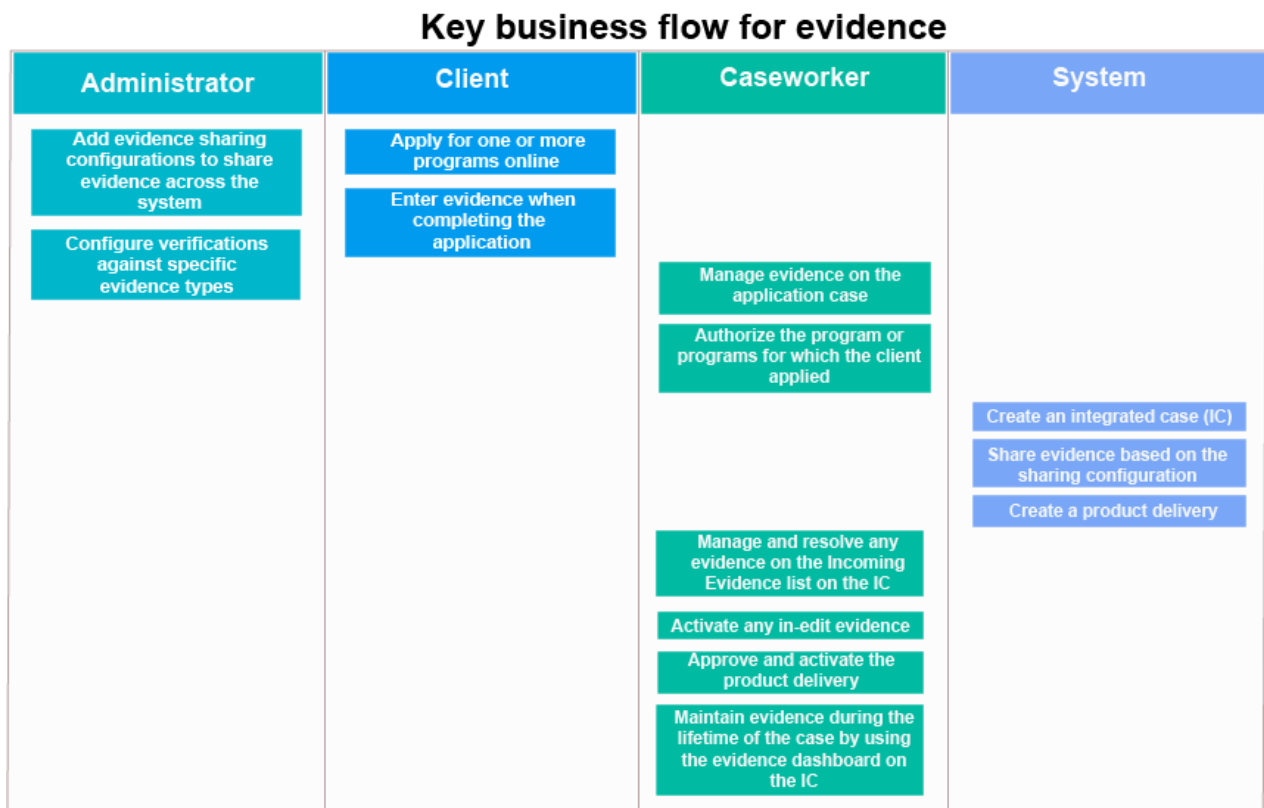 Key business flow for evidence
Administrator
Client
Caseworker
System
Add evidence sharing
configurations to share
evidence across the
system
Configure verifications
against specific
evidence types
Apply for one or more
programs online
Enter evidence when
completing the
application
Manage evidence on the
application case
Authorize the program or
programs for which the client
applied
Create an integrated case (IC)
Share evidence based on the
sharing configuration
Create a product delivery
Manage and resolve any
evidence on the Incoming
Evidence list on the IC
Activate any in-edit evidence
Approve and activate the
product delivery
Maintain evidence during the
lifetime of the case by using
the evidence dashboard on
the IC